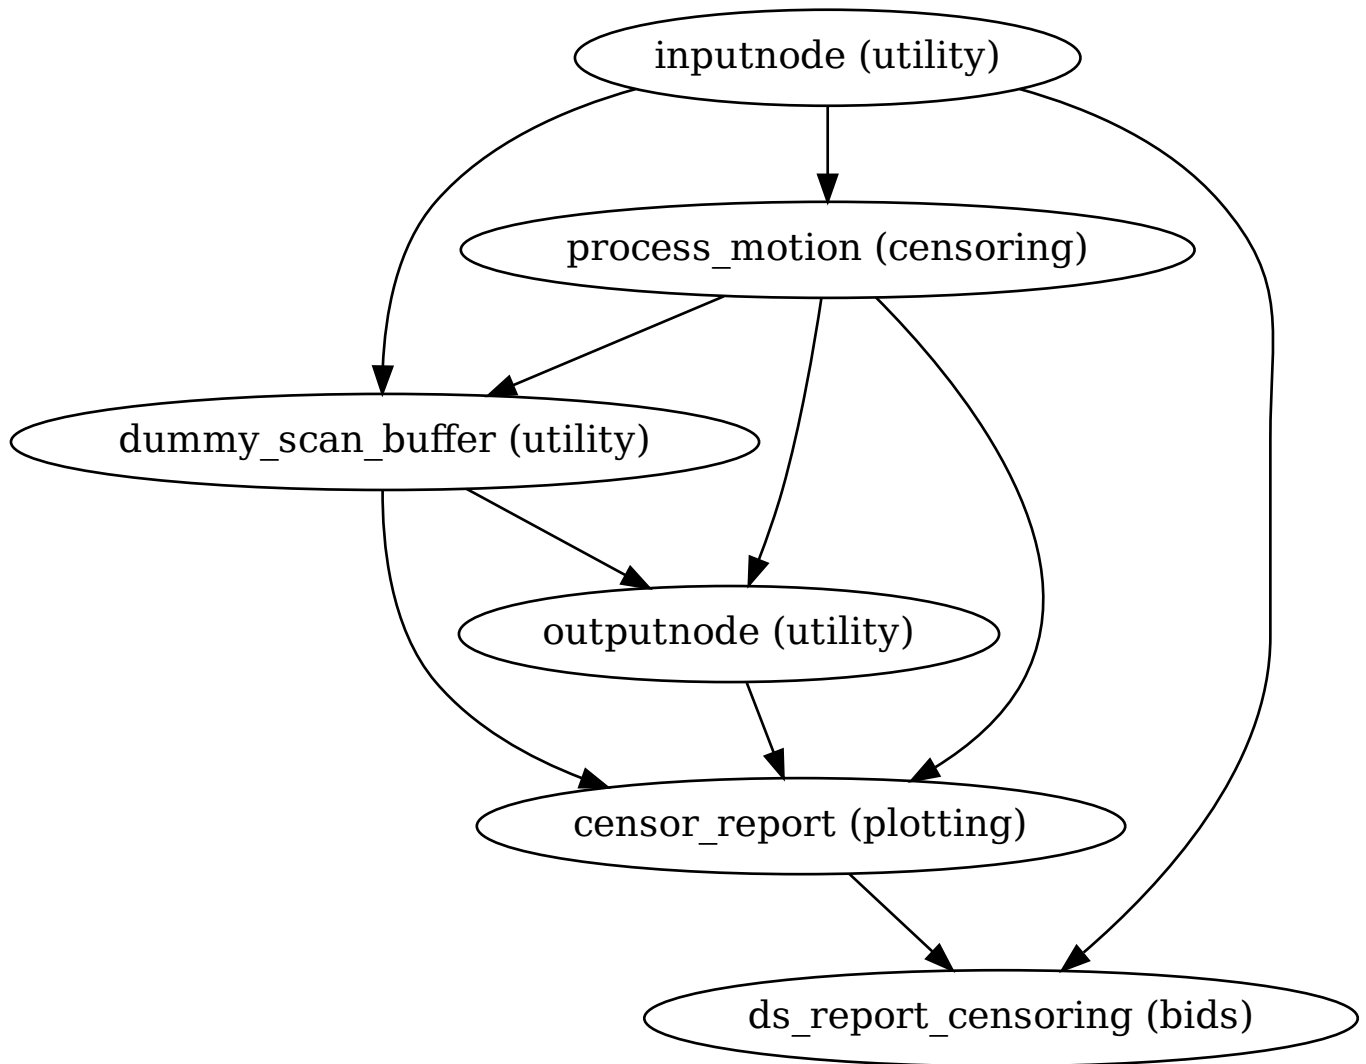 inputnode (utility)
process_motion (censoring)
dummy_scan_buffer (utility)
outputnode (utility)
censor_report (plotting)
ds_report_censoring (bids)